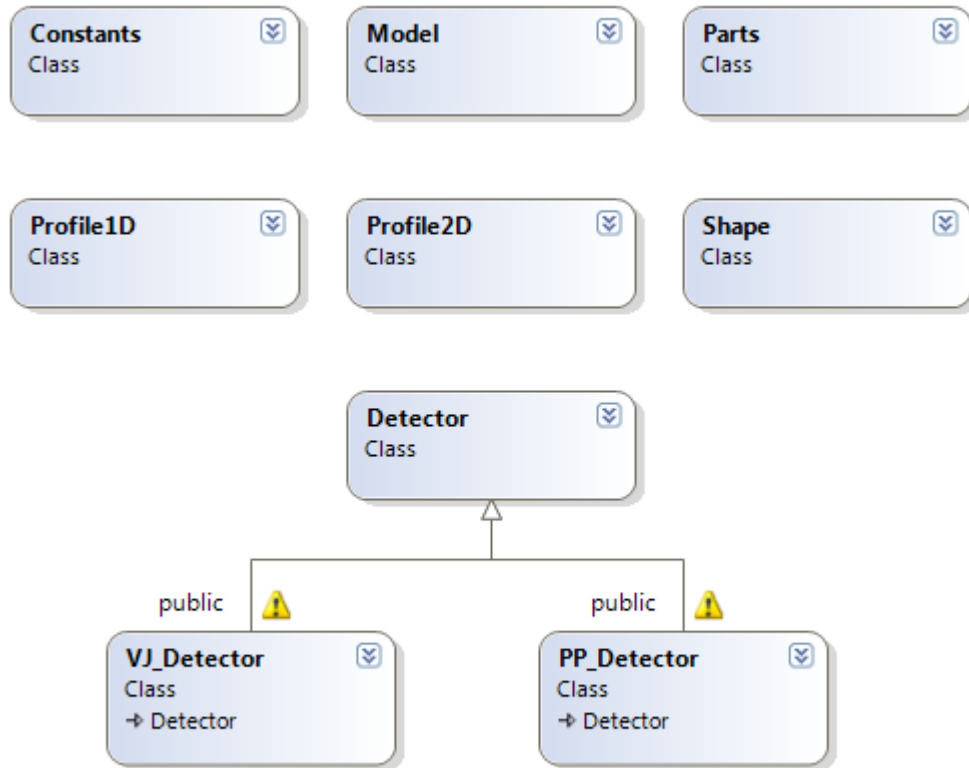 Constants
Class
Model
Class
Parts
Class
Profile1D
Class
Profile2D
Class
Shape
Class
Detector
Class
public
public
VJ_Detector
Class
Detector
PP_Detector
Class
Detector